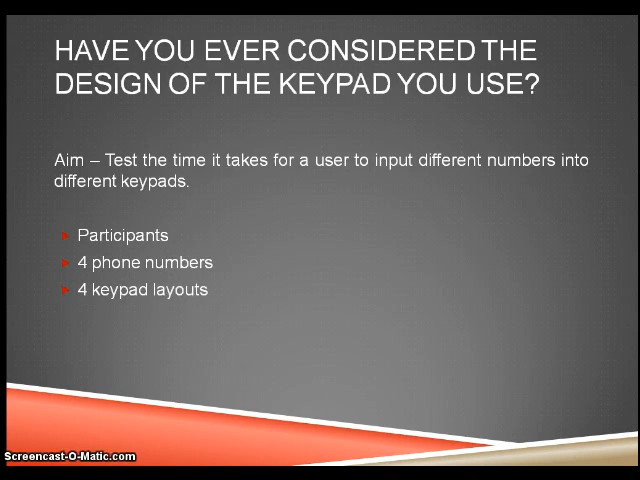 HAVE YOU EVER CONSIDERED THE
DESIGN OF THE KEYPAD YOU USE?
Aim – Test the time it takes for a user to input different numbers into
different keypads.
Participants
4 phone numbers
4 keypad layouts
Screencast-O-Matic.com